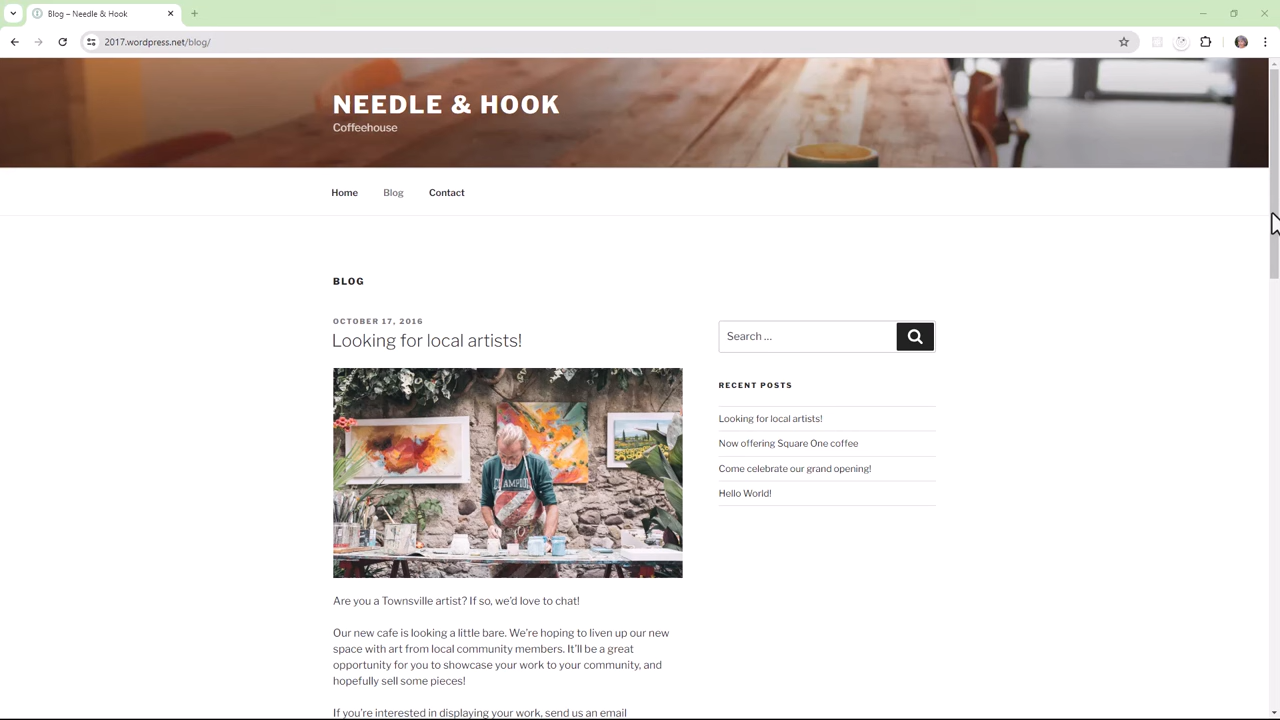 Blog – Needle & Hook
2017.wordpress.net/blog/
NEEDLE & HOOK
Coffeehouse
Home Blog Contact
BLOG
OCTOBER 17, 2016
Looking for local artists!
CHAMPION
Are you a Townsville artist? If so, we'd love to chat!
Our new cafe is looking a little bare. We're hoping to liven up our new
space with art from local community members. It'll be a great
opportunity for you to showcase your work to your community, and
hopefully sell some pieces!
If you're interested in displaying your work, send us an email
Search …
RECENT POSTS
Looking for local artists!
Now offering Square One coffee
Come celebrate our grand opening!
Hello World!